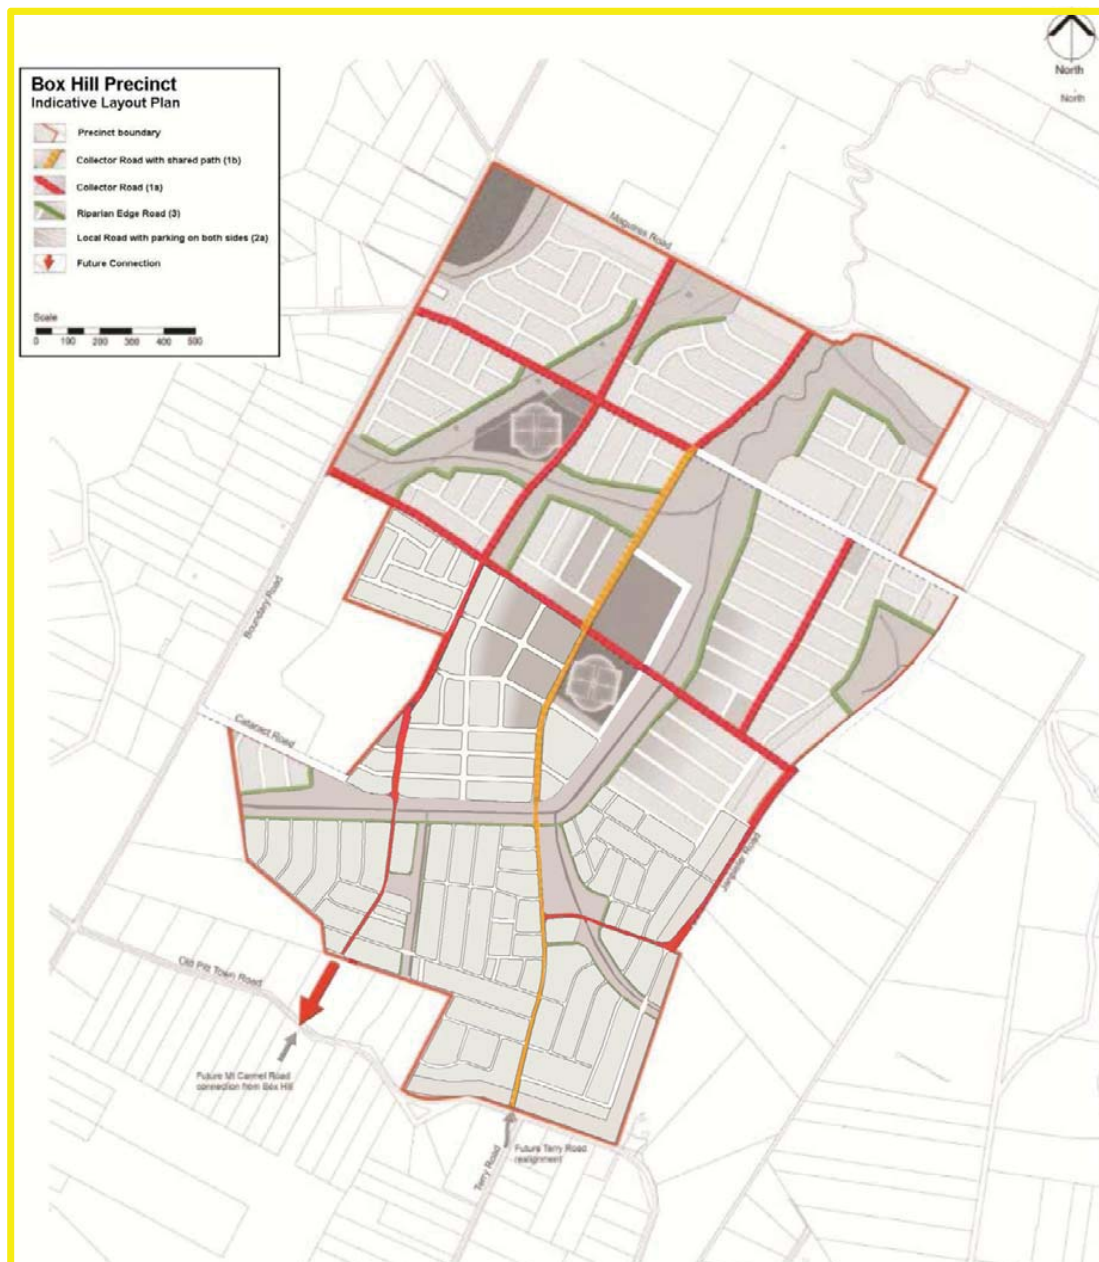 North
North
Box Hill Precinct
Indicative Layout Plan
Precinct boundary
Collector Road with shared path (1b)
Collector Road (1a)
Riparian Edge Road (3)
Local Road with parking on both sides (2a)
Future Connection
Scale
0 100 200 300 400 500
Maguires Road
Boundary Road
Cataract Road
Janpieter Road
Old Pitt Town Road
Future Mt Carmel Road
connection from Box Hill
Future Terry Road
realignment
Terry Road